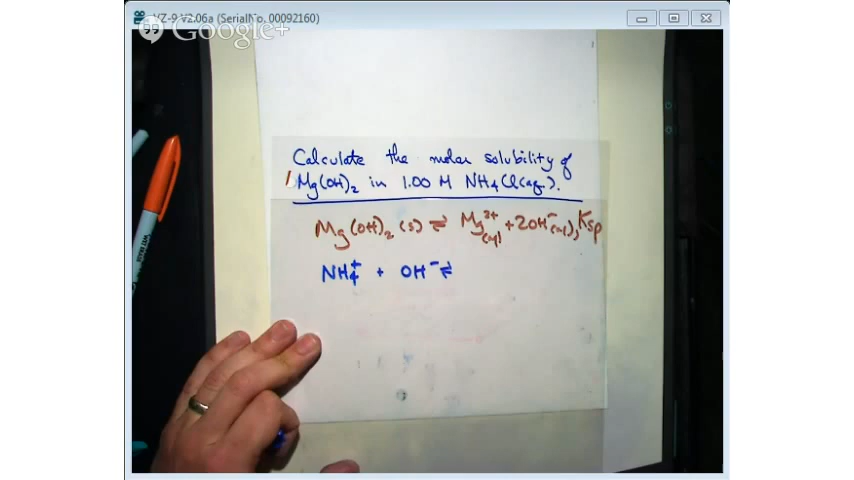 VZ-9 V2.06a (SerialNo. 00092160)
Google+
Calculate the molar solubility of
Mg(OH)₂ in 1.00 M NH₄Cl(aq).
Mg(OH)₂(s) ⇌ Mg²⁺(aq) + 2OH⁻(aq), Ksp
NH₄⁺ + OH⁻ ⇌